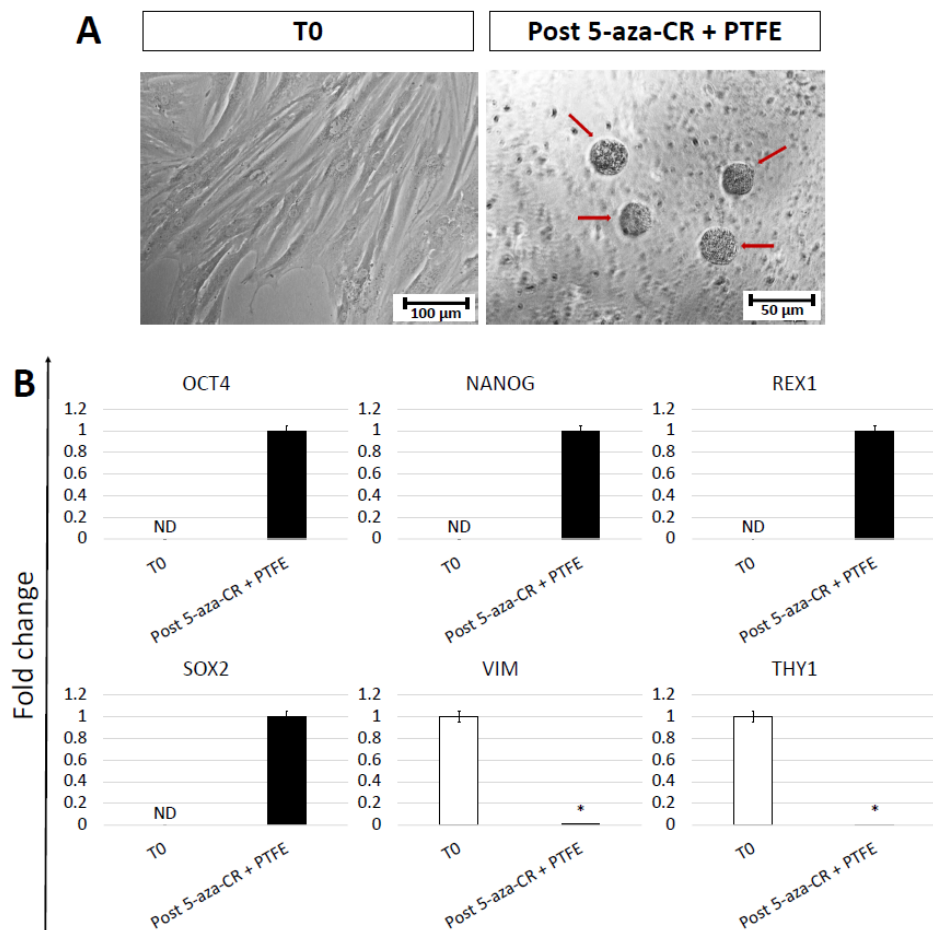 A
T0
Post 5-aza-CR + PTFE
100 µm
50 µm
B
Fold change
OCT4
1.2
1
0.8
0.6
0.4
0.2
0
ND
T0
Post 5-aza-CR + PTFE
NANOG
1.2
1
0.8
0.6
0.4
0.2
0
ND
T0
Post 5-aza-CR + PTFE
REX1
1.2
1
0.8
0.6
0.4
0.2
0
ND
T0
Post 5-aza-CR + PTFE
SOX2
1.2
1
0.8
0.6
0.4
0.2
0
ND
T0
Post 5-aza-CR + PTFE
VIM
1.2
1
0.8
0.6
0.4
0.2
0
*
T0
Post 5-aza-CR + PTFE
THY1
1.2
1
0.8
0.6
0.4
0.2
0
*
T0
Post 5-aza-CR + PTFE